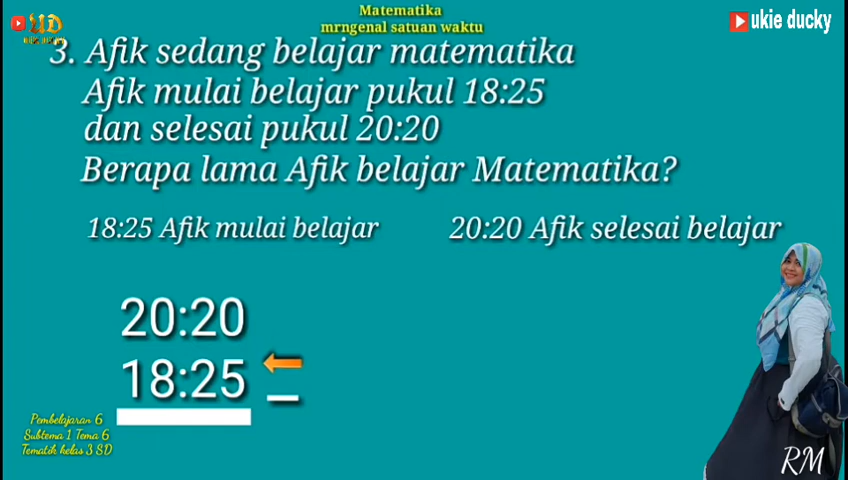 Matematika
mrngenal satuan waktu
UD
ukie ducky
3. Afik sedang belajar matematika
Afik mulai belajar pukul 18:25
dan selesai pukul 20:20
Berapa lama Afik belajar Matematika?
18:25 Afik mulai belajar
20:20 Afik selesai belajar
20:20
18:25
Pembelajaran 6
Subtema 1 Tema 6
Tematik kelas 3 SD
RM